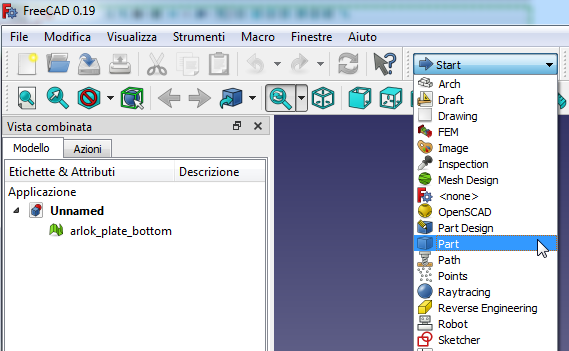 FreeCAD 0.19
File Modifica Visualizza Strumenti Macro Finestre Aiuto
Start
Vista combinata
Modello Azioni
Etichette & Attributi Descrizione
Applicazione
Unnamed
arlok_plate_bottom
Arch
Draft
Drawing
FEM
Image
Inspection
Mesh Design
<none>
OpenSCAD
Part Design
Part
Path
Points
Raytracing
Reverse Engineering
Robot
Sketcher